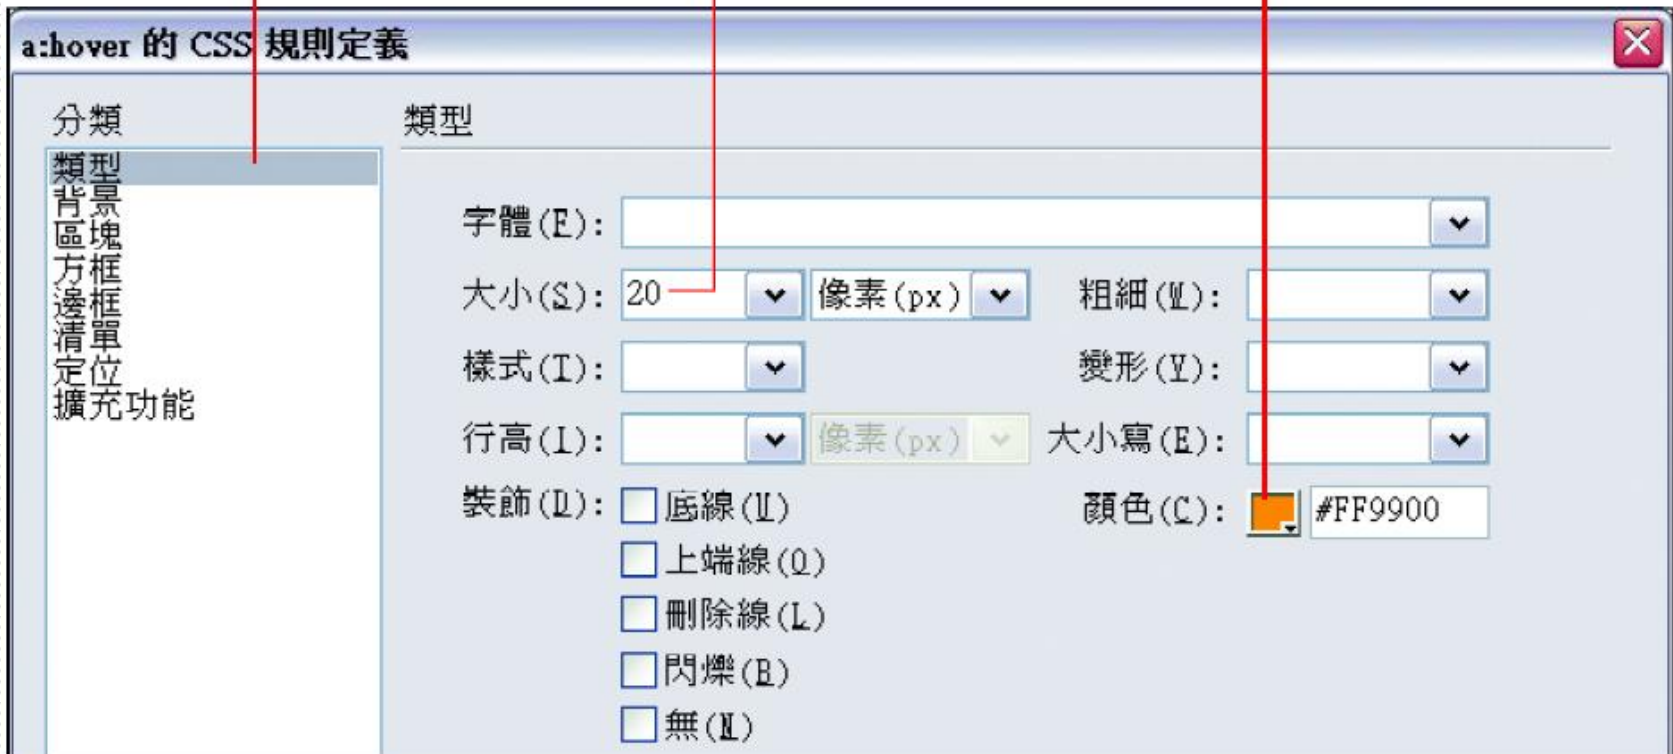 a:hover 的 CSS 規則定義
分類
類型
類型
背景
區塊
方框
邊框
清單
定位
擴充功能
字體(F):
大小(S): 20 像素(px) 粗細(W):
樣式(T): 變形(V):
行高(I): 像素(px) 大小寫(E):
裝飾(D): 底線(U) 顏色(C): #FF9900
上端線(O)
刪除線(L)
閃爍(B)
無(N)